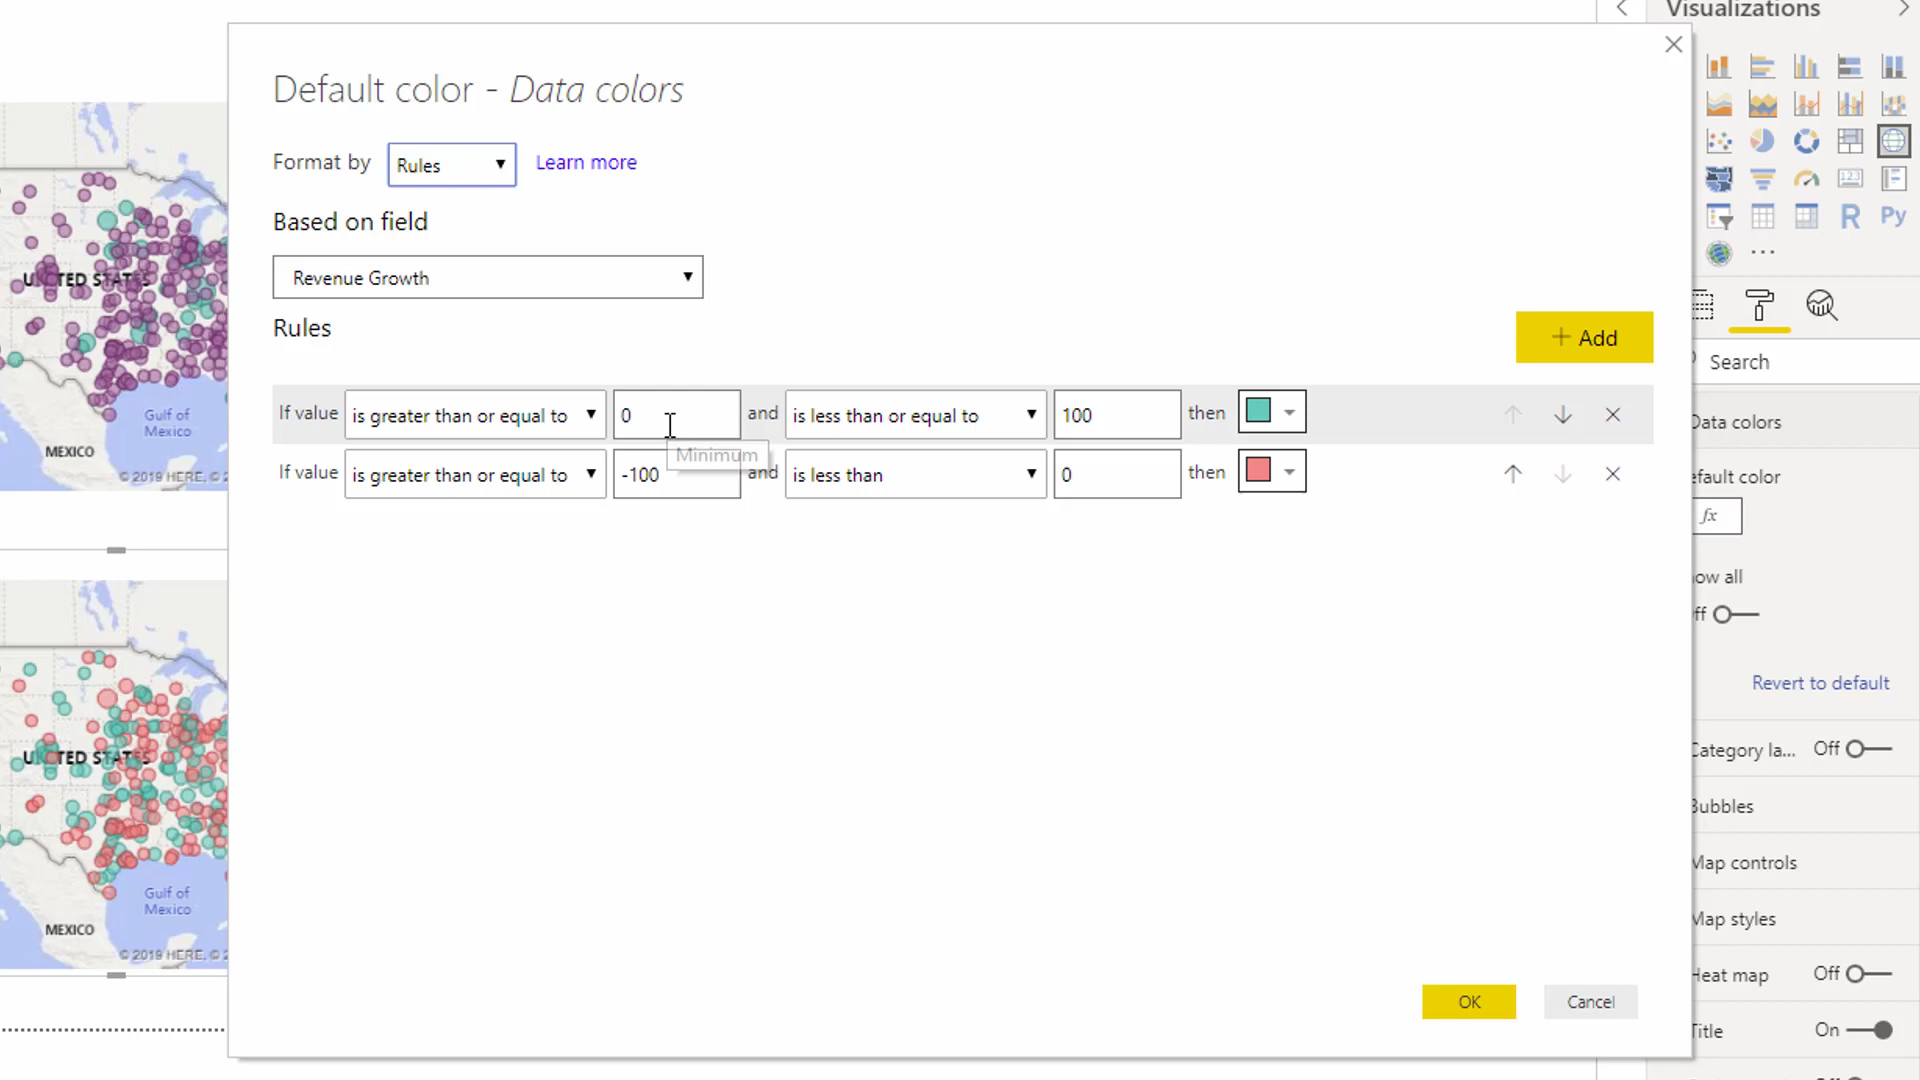 Visualizations
Default color - Data colors
Format by Rules Learn more
Based on field
Revenue Growth
Rules
+ Add
If value is greater than or equal to 0 and is less than or equal to 100 then
Minimum
If value is greater than or equal to -100 and is less than 0 then
OK Cancel
R Py
Search
Data colors
efault color
fx
ow all
ff
Revert to default
Category la... Off
Bubbles
Map controls
Map styles
Heat map Off
Title On
UNITED STATES
Gulf of
Mexico
MEXICO
© 2019 HERE, © 2
UNITED STATES
Gulf of
Mexico
MEXICO
© 2019 HERE, © 2